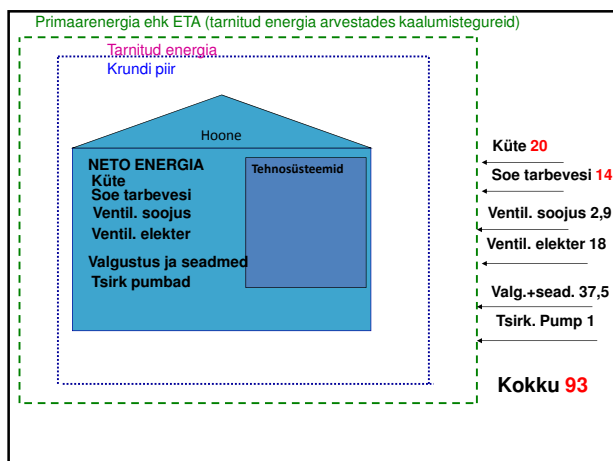 Primaarenergia ehk ETA (tarnitud energia arvestades kaalumistegureid)
Tarnitud energia
Krundi piir
Hoone
NETO ENERGIA
Küte
Soe tarbevesi
Ventil. soojus
Ventil. elekter
Valgustus ja seadmed
Tsirk pumbad
Tehnosüsteemid
Küte 20
Soe tarbevesi 14
Ventil. soojus 2,9
Ventil. elekter 18
Valg.+sead. 37,5
Tsirk. Pump 1
Kokku 93